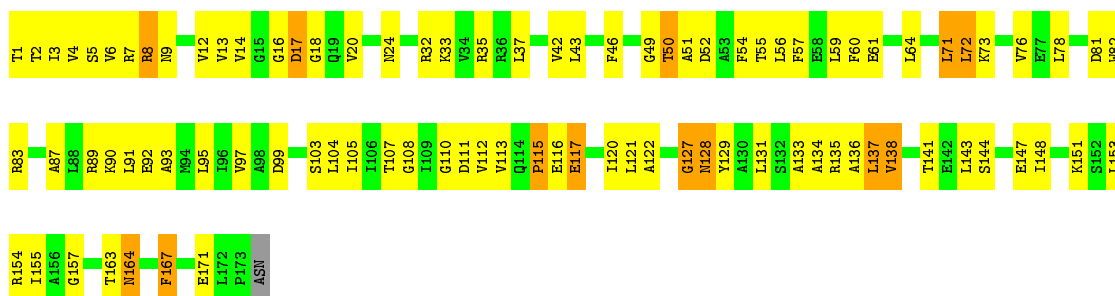 T1 T2 I3 V4 S5 V6 R7 R8 N9 V12 V13 V14 G15 G16 D17 G18 Q19 V20 N24 R32 K33 V34 R35 R36 L37 V42 L43 F46 G49 T50 A51 D52 A53 F54 T55 L56 F57 E58 L59 F60 E61 L64 L71 L72 K73 V76 E77 L78 D81 W82
R83 A87 L88 R89 K90 L91 E92 A93 M94 L95 I96 V97 A98 D99 S103 L104 I105 I106 T107 G108 I109 G110 D111 V112 V113 Q114 P115 E116 E117 I120 L121 A122 G127 N128 Y129 A130 L131 S132 A133 A134 R135 A136 L137 V138 T141 E142 L143 S144 E147 I148 K151 S152 L153
R154 I155 A156 G157 T163 N164 F167 E171 L172 P173 ASN